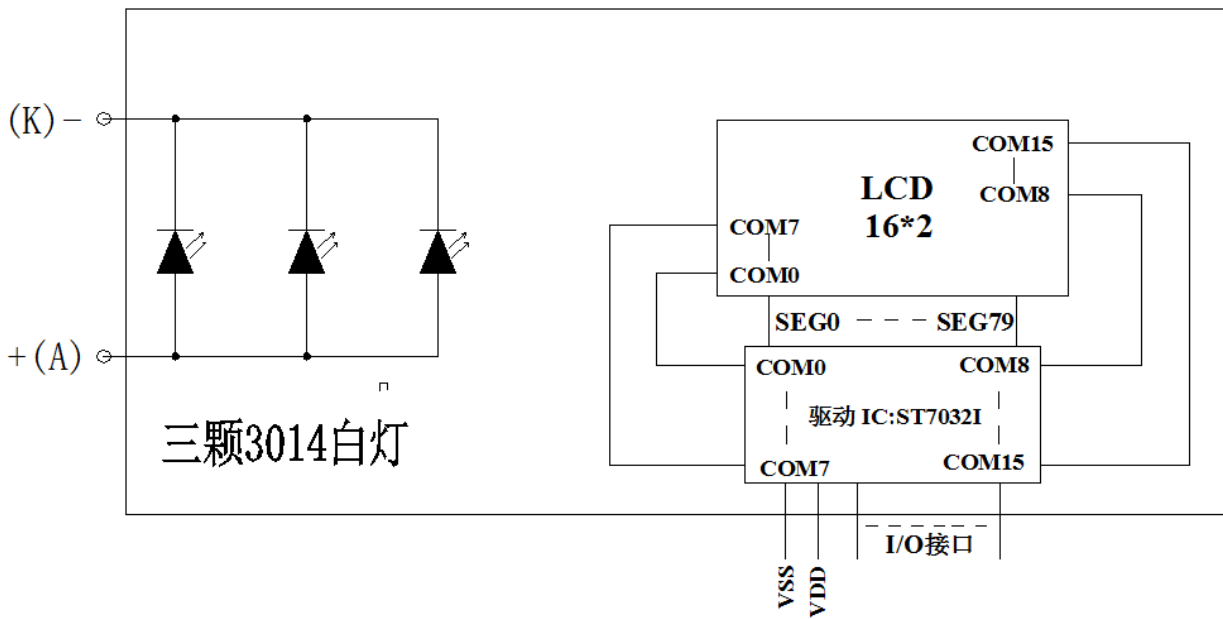 (K)-
+(A)
三颗3014白灯
COM15
LCD
COM8
16*2
COM7
COM0
SEG0 - - - - SEG79
COM0
COM8
驱动 IC:ST7032I
COM7
COM15
I/O接口
VSS
VDD